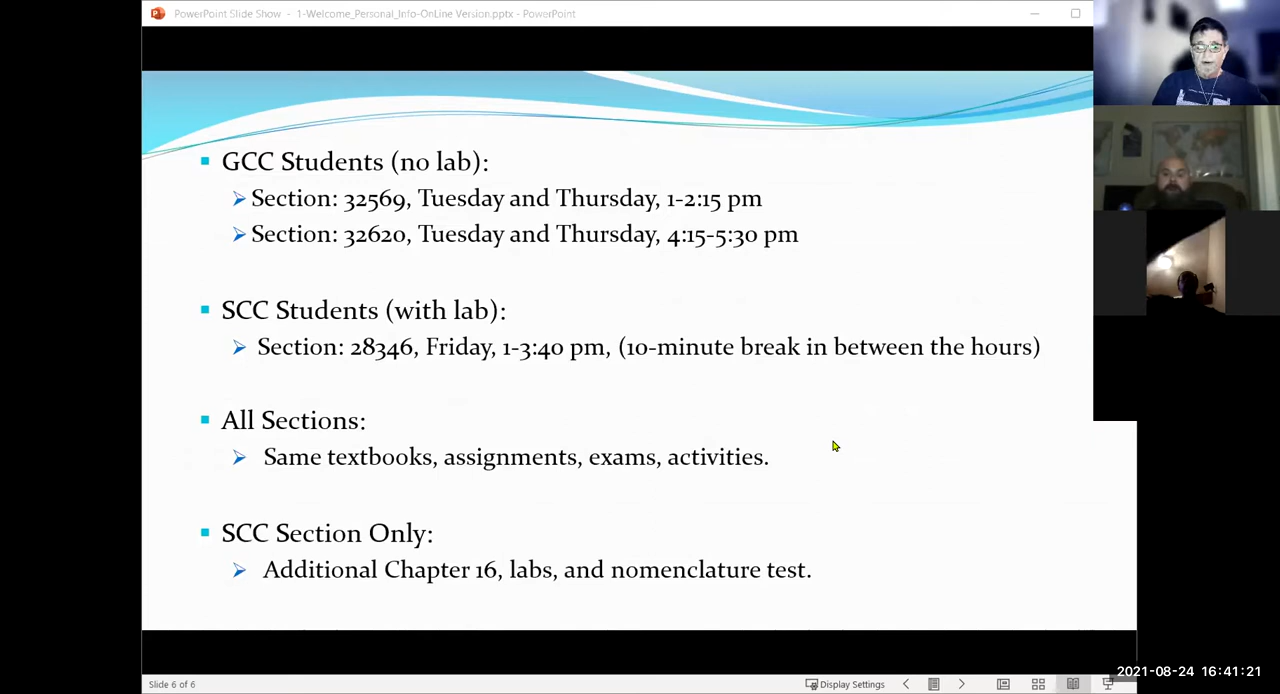 PowerPoint Slide Show - 1-Welcome_Personal_Info-OnLine Version.pptx - PowerPoint
GCC Students (no lab):
Section: 32569, Tuesday and Thursday, 1-2:15 pm
Section: 32620, Tuesday and Thursday, 4:15-5:30 pm
SCC Students (with lab):
Section: 28346, Friday, 1-3:40 pm, (10-minute break in between the hours)
All Sections:
Same textbooks, assignments, exams, activities.
SCC Section Only:
Additional Chapter 16, labs, and nomenclature test.
2021-08-24 16:41:21
Slide 6 of 6
Display Settings